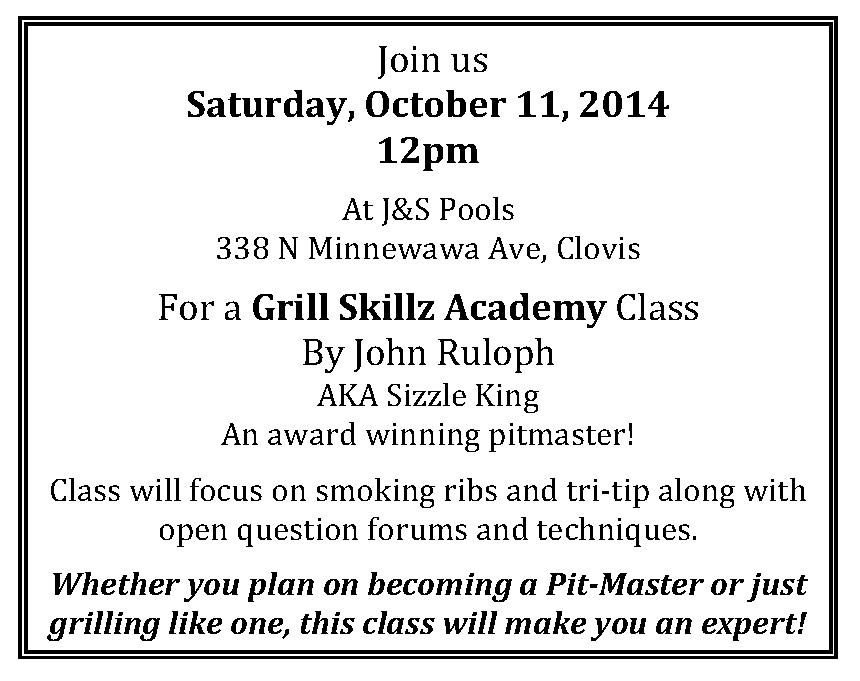 Join us
Saturday, October 11, 2014
12pm
At J&S Pools
338 N Minnewawa Ave, Clovis
For a Grill Skillz Academy Class
By John Ruloph
AKA Sizzle King
An award winning pitmaster!
Class will focus on smoking ribs and tri-tip along with
open question forums and techniques.
Whether you plan on becoming a Pit-Master or just
grilling like one, this class will make you an expert!